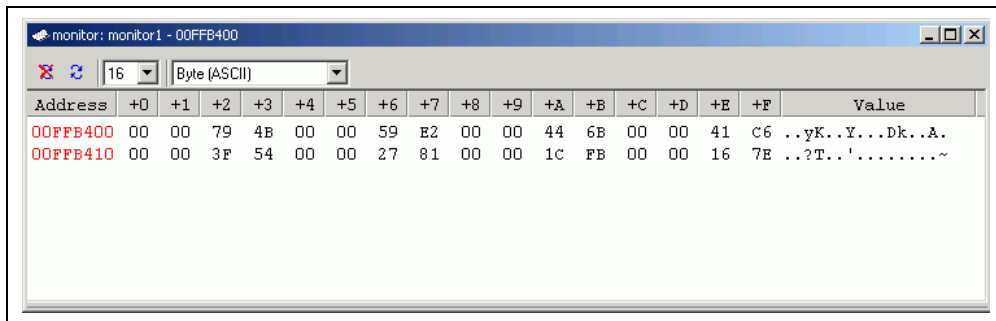 monitor: monitor1 - 00FFB400
16 Byte (ASCII)
Address +0 +1 +2 +3 +4 +5 +6 +7 +8 +9 +A +B +C +D +E +F Value
00FFB400 00 00 79 4B 00 00 59 E2 00 00 44 6B 00 00 41 C6 ..yK..Y...Dk..A.
00FFB410 00 00 3F 54 00 00 27 81 00 00 1C FB 00 00 16 7E ..?T..'........~